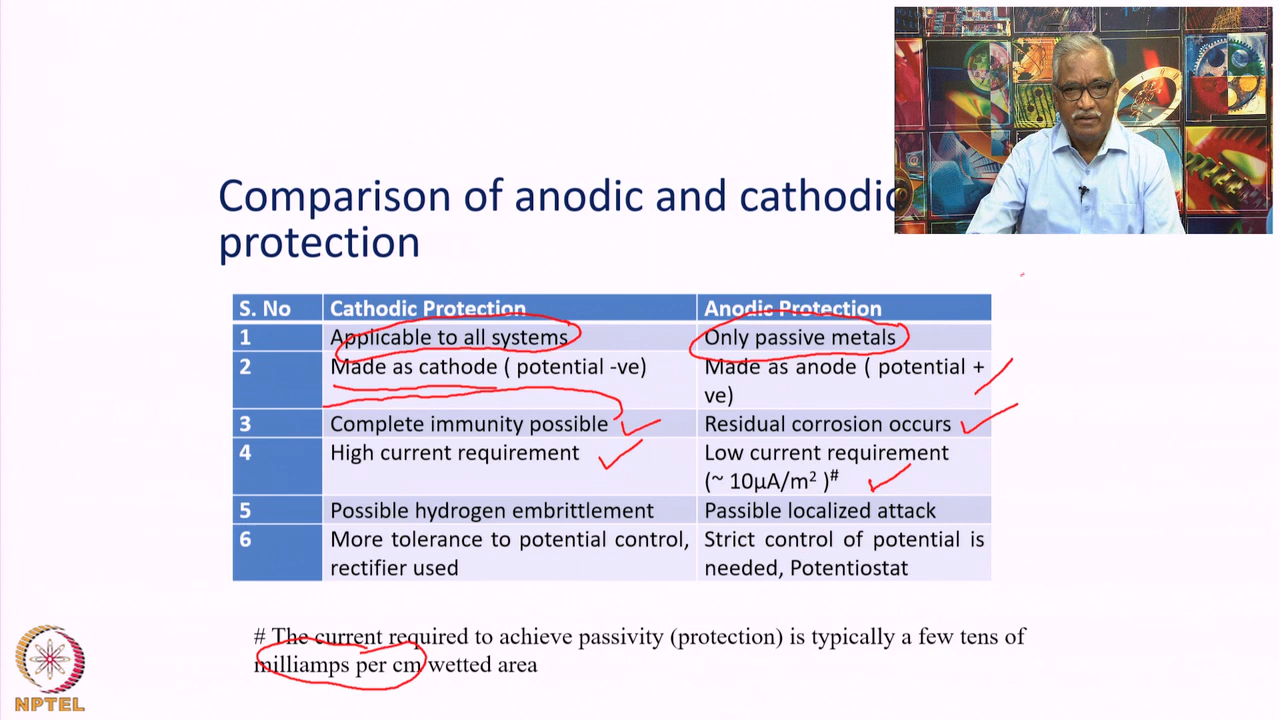 Comparison of anodic and cathodic
protection
S. No Cathodic Protection Anodic Protection
1 Applicable to all systems Only passive metals
2 Made as cathode ( potential -ve) Made as anode ( potential +
ve)
3 Complete immunity possible Residual corrosion occurs
4 High current requirement Low current requirement
(~ 10µA/m² )#
5 Possible hydrogen embrittlement Passible localized attack
6 More tolerance to potential control, Strict control of potential is
rectifier used needed, Potentiostat
# The current required to achieve passivity (protection) is typically a few tens of
milliamps per cm wetted area
NPTEL